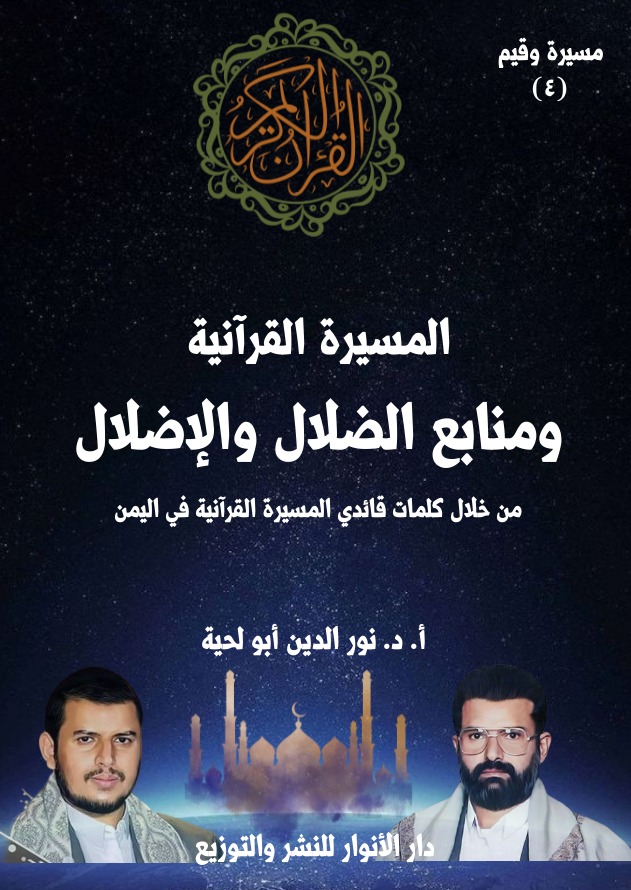 مسيرة وقيم
(٤)
القرآن الكريم
المسيرة القرآنية
ومنابع الضلال والإضلال
من خلال كلمات قائدي المسيرة القرآنية في اليمن
أ. د. نور الدين أبو لحية
دار الأنوار للنشر والتوزيع